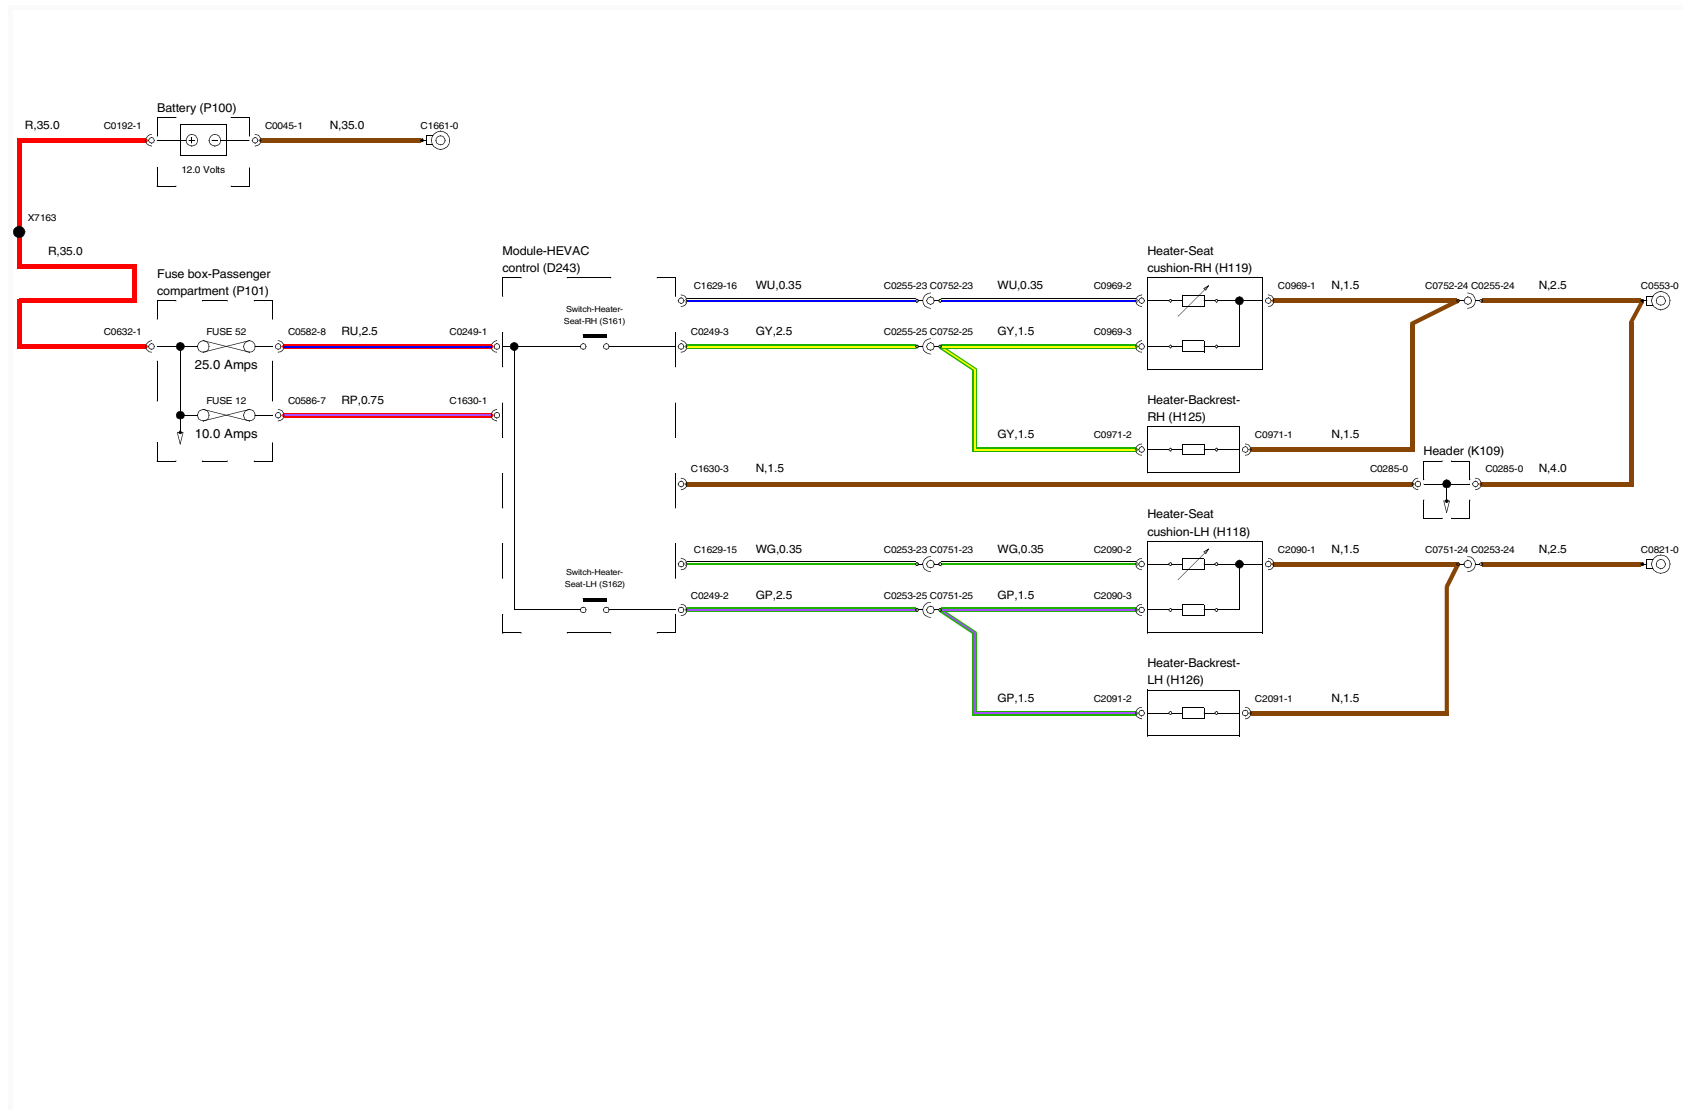 Battery (P100)
R,35.0
C0192-1
C0045-1
N,35.0
C1661-0
12.0 Volts
X7163
R,35.0
Fuse box-Passenger
compartment (P101)
C0632-1
FUSE 52
25.0 Amps
C0582-8
RU,2.5
C0249-1
FUSE 12
10.0 Amps
C0586-7
RP,0.75
C1630-1
Module-HEVAC
control (D243)
Switch-Heater-
Seat-RH (S161)
Switch-Heater-
Seat-LH (S162)
C1629-16
WU,0.35
C0255-23 C0752-23
WU,0.35
C0969-2
C0249-3
GY,2.5
C0255-25 C0752-25
GY,1.5
C0969-3
Heater-Seat
cushion-RH (H119)
C0969-1
N,1.5
C0752-24 C0255-24
N,2.5
C0553-0
Heater-Backrest-
RH (H125)
GY,1.5
C0971-2
C0971-1
N,1.5
C1630-3
N,1.5
Header (K109)
C0285-0
C0285-0
N,4.0
Heater-Seat
cushion-LH (H118)
C1629-15
WG,0.35
C0253-23 C0751-23
WG,0.35
C2090-2
C2090-1
N,1.5
C0751-24 C0253-24
N,2.5
C0821-0
C0249-2
GP,2.5
C0253-25 C0751-25
GP,1.5
C2090-3
Heater-Backrest-
LH (H126)
GP,1.5
C2091-2
C2091-1
N,1.5